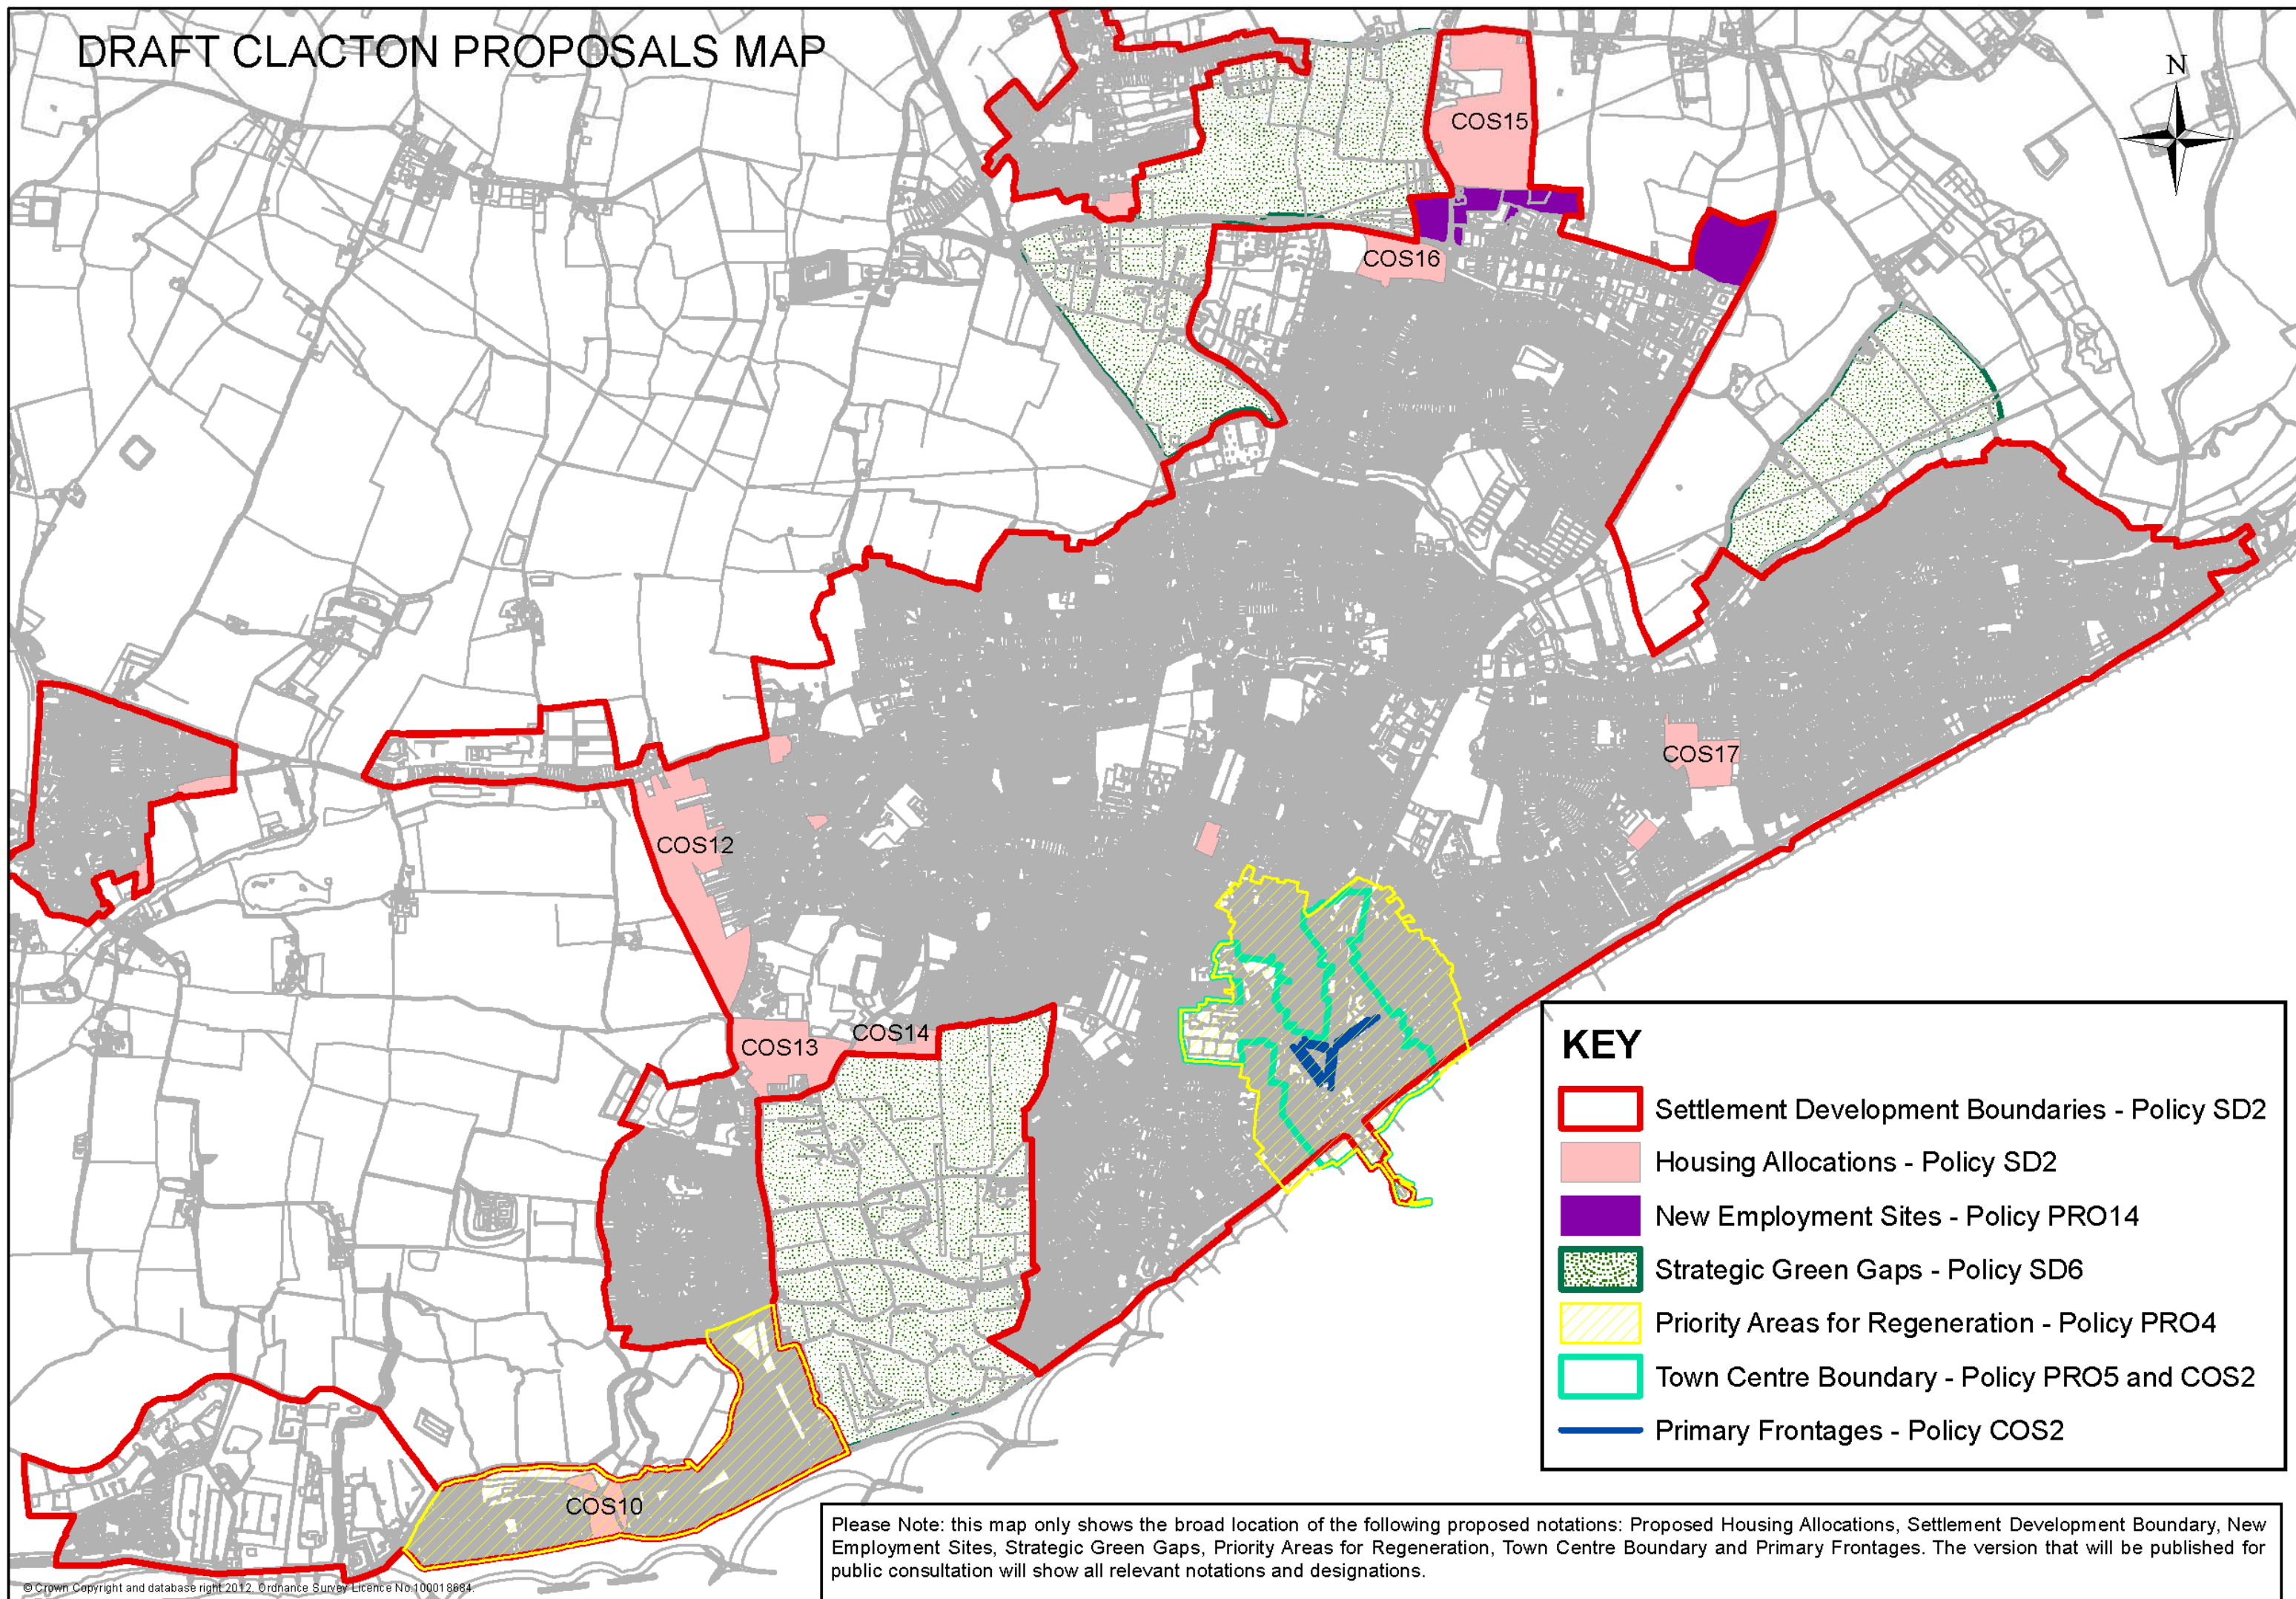 DRAFT CLACTON PROPOSALS MAP
N
COS15
COS16
COS17
COS12
COS14
COS13
COS10
KEY
Settlement Development Boundaries - Policy SD2
Housing Allocations - Policy SD2
New Employment Sites - Policy PRO14
Strategic Green Gaps - Policy SD6
Priority Areas for Regeneration - Policy PRO4
Town Centre Boundary - Policy PRO5 and COS2
Primary Frontages - Policy COS2
Please Note: this map only shows the broad location of the following proposed notations: Proposed Housing Allocations, Settlement Development Boundary, New
Employment Sites, Strategic Green Gaps, Priority Areas for Regeneration, Town Centre Boundary and Primary Frontages. The version that will be published for
public consultation will show all relevant notations and designations.
© Crown Copyright and database right 2012. Ordnance Survey Licence No.100018684.